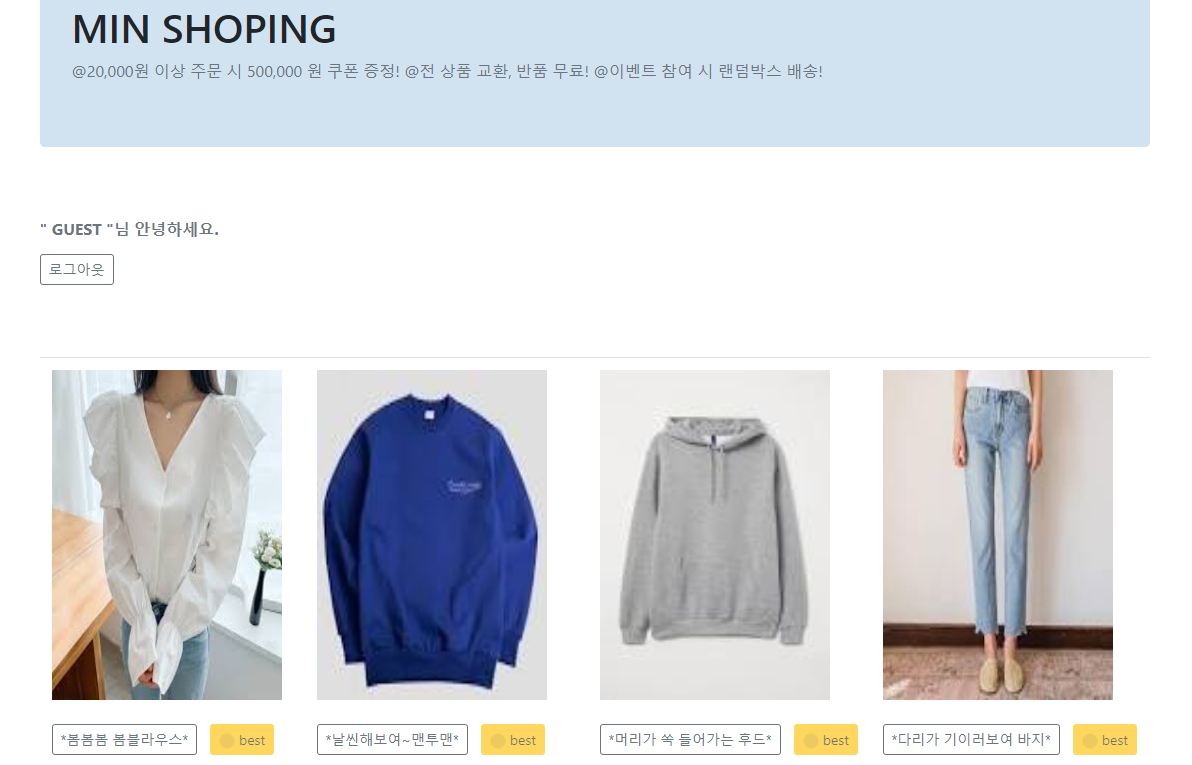 MIN SHOPING
@20,000원 이상 주문 시 500,000 원 쿠폰 증정! @전 상품 교환, 반품 무료! @이벤트 참여 시 랜덤박스 배송!
" GUEST "님 안녕하세요.
로그아웃
*봄봄봄 봄블라우스* best *날씬해보여~맨투맨* best *머리가 쏙 들어가는 후드* best *다리가 기이러보여 바지* best